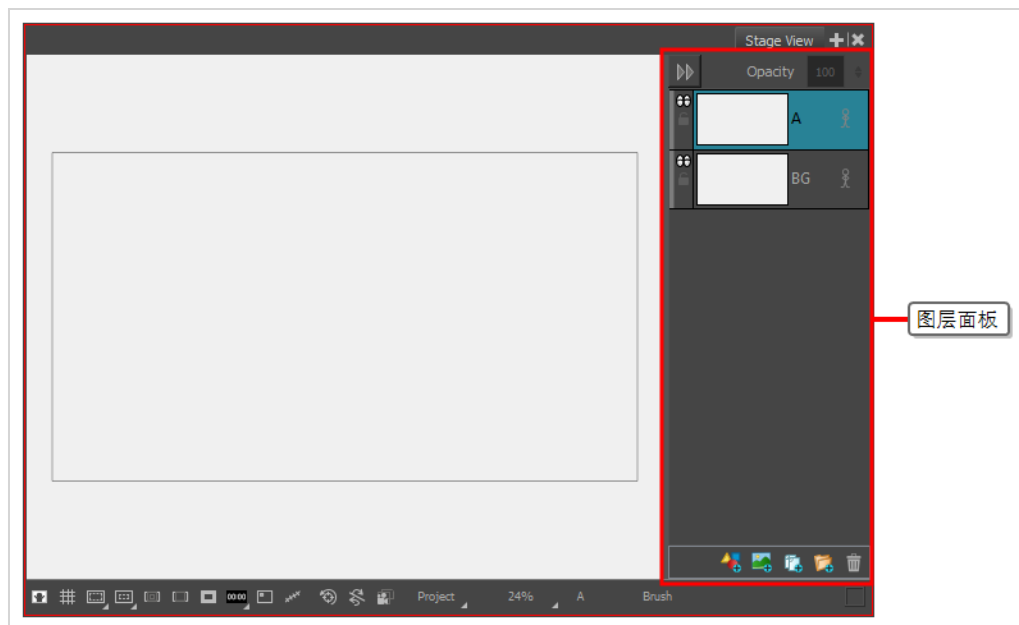 Stage View
Opacity 100
A
BG
图层面板
00:00
Project 24% A Brush